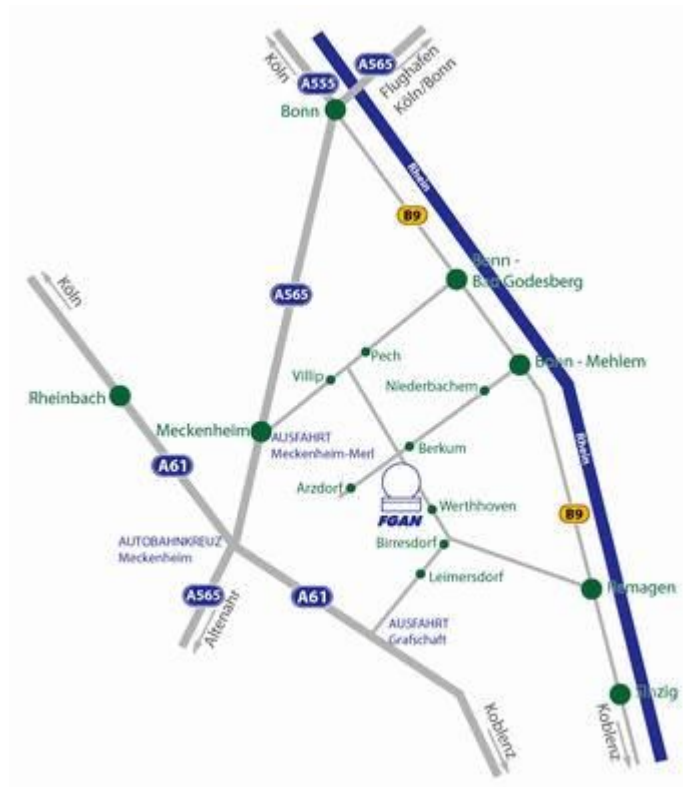 Köln
A555
A565
Flughafen
Köln/Bonn
Bonn
Rhein
B9
Bonn -
Bad Godesberg
Köln
A565
Pech
Bonn - Mehlem
Villip
Niederbachem
Rheinbach
Meckenheim
AUSFAHRT
Meckenheim-Merl
Berkum
Rhein
A61
Arzdorf
FGAN
Werthhoven
B9
AUTOBAHNKREUZ
Meckenheim
Birresdorf
Leimersdorf
Remagen
A565
A61
Altenahr
AUSFAHRT
Grafschaft
Sinzig
Koblenz
Koblenz